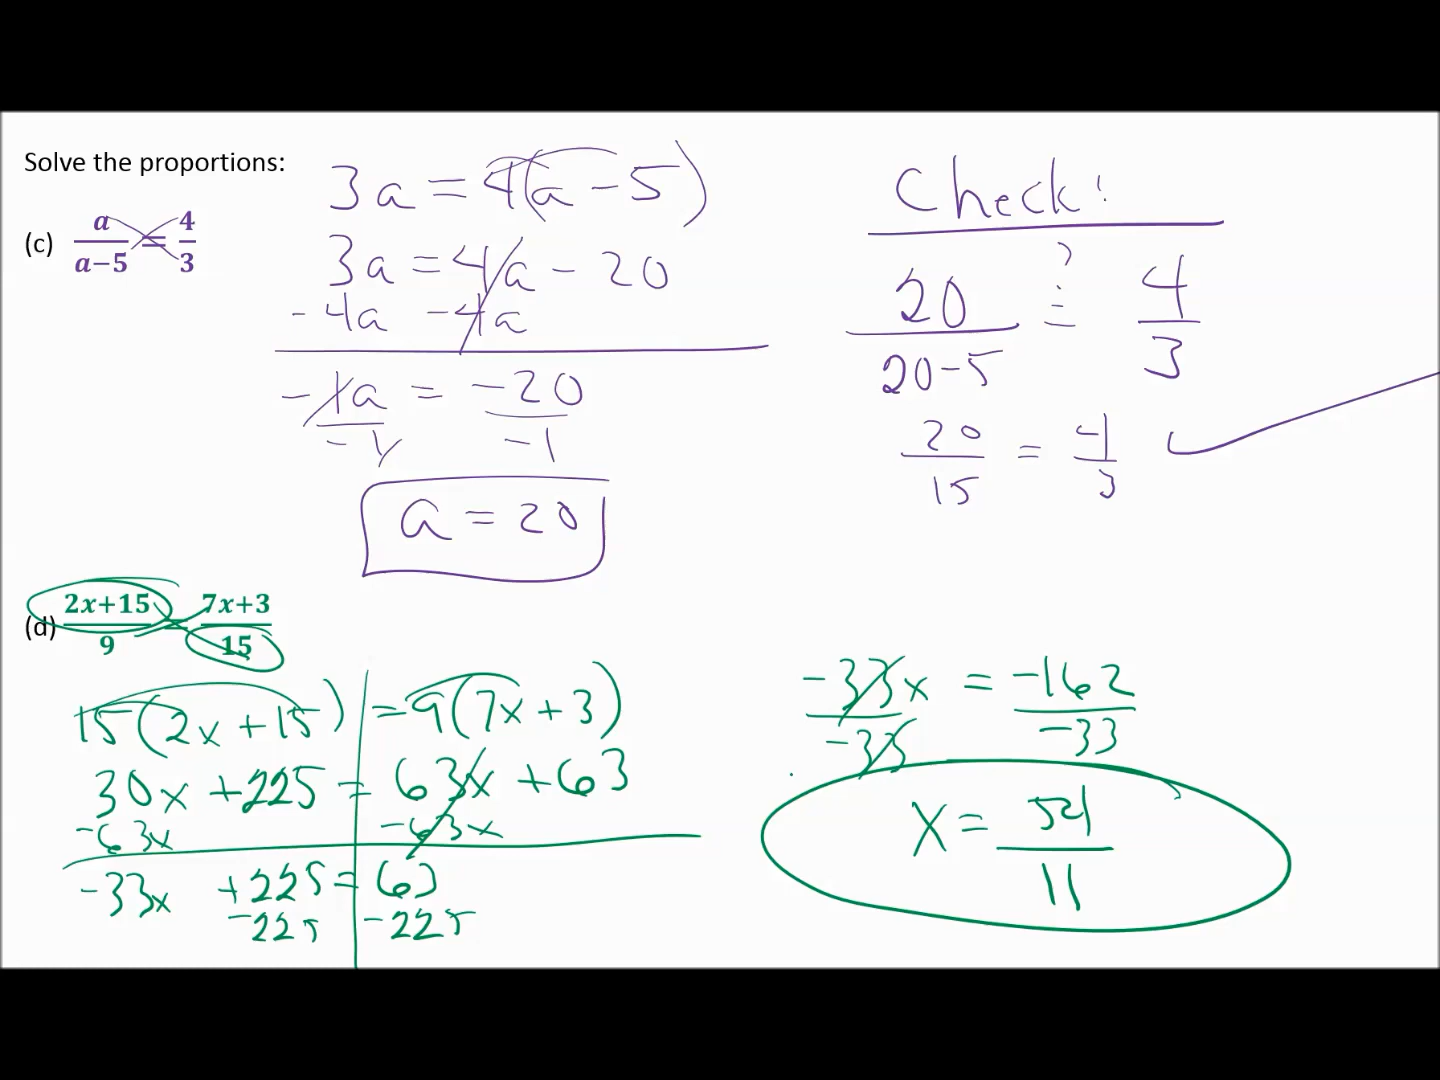 Solve the proportions:
(c) a/a−5 = 4/3
3a = 4(a − 5)
3a = 4a − 20
- 4a - 4a
- 1a = -20
- 1 - 1
a = 20
Check!
20 ? 4
20 - 5 = 3
20 = 4
15 3
(d) 2x+15/9 = 7x+3/15
15(2x + 15) = 9(7x + 3)
30x + 225 = 63x + 63
-63x -63x
-33x + 225 = 63
-225 -225
-33x = -162
-33 -33
x = 54
11